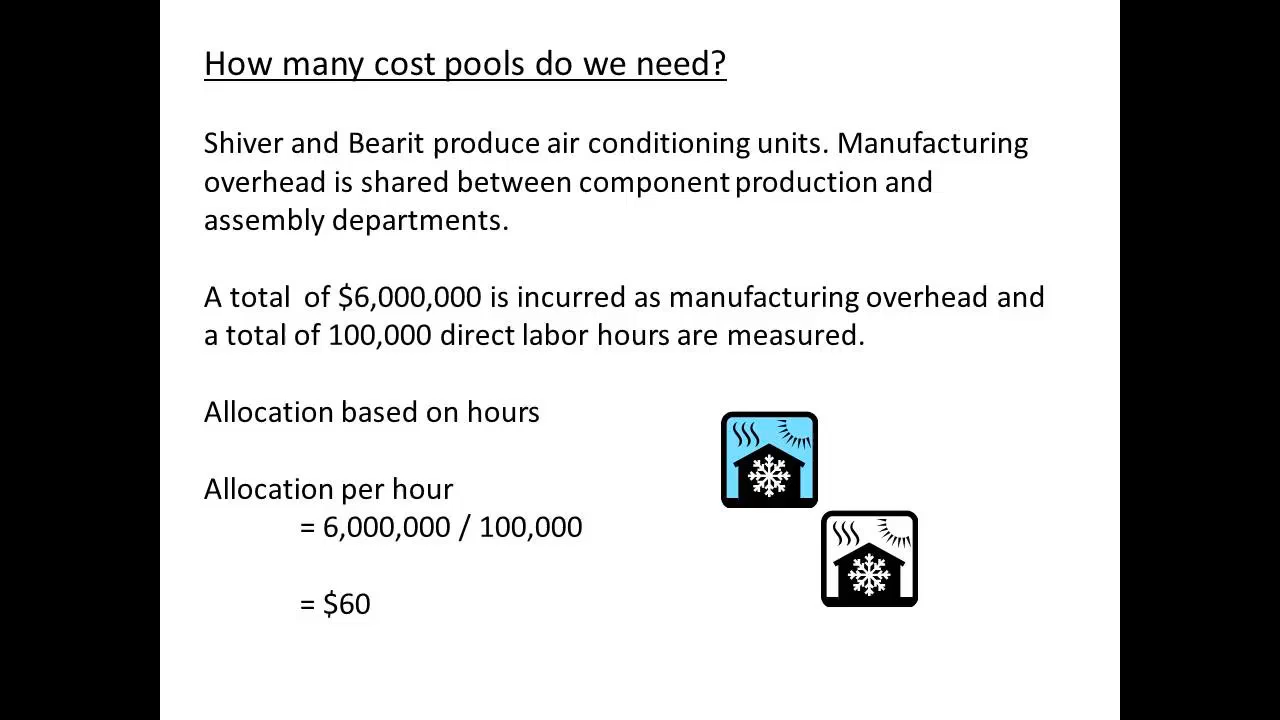 How many cost pools do we need?
Shiver and Bearit produce air conditioning units. Manufacturing
overhead is shared between component production and
assembly departments.
A total of $6,000,000 is incurred as manufacturing overhead and
a total of 100,000 direct labor hours are measured.
Allocation based on hours
Allocation per hour
= 6,000,000 / 100,000
= $60